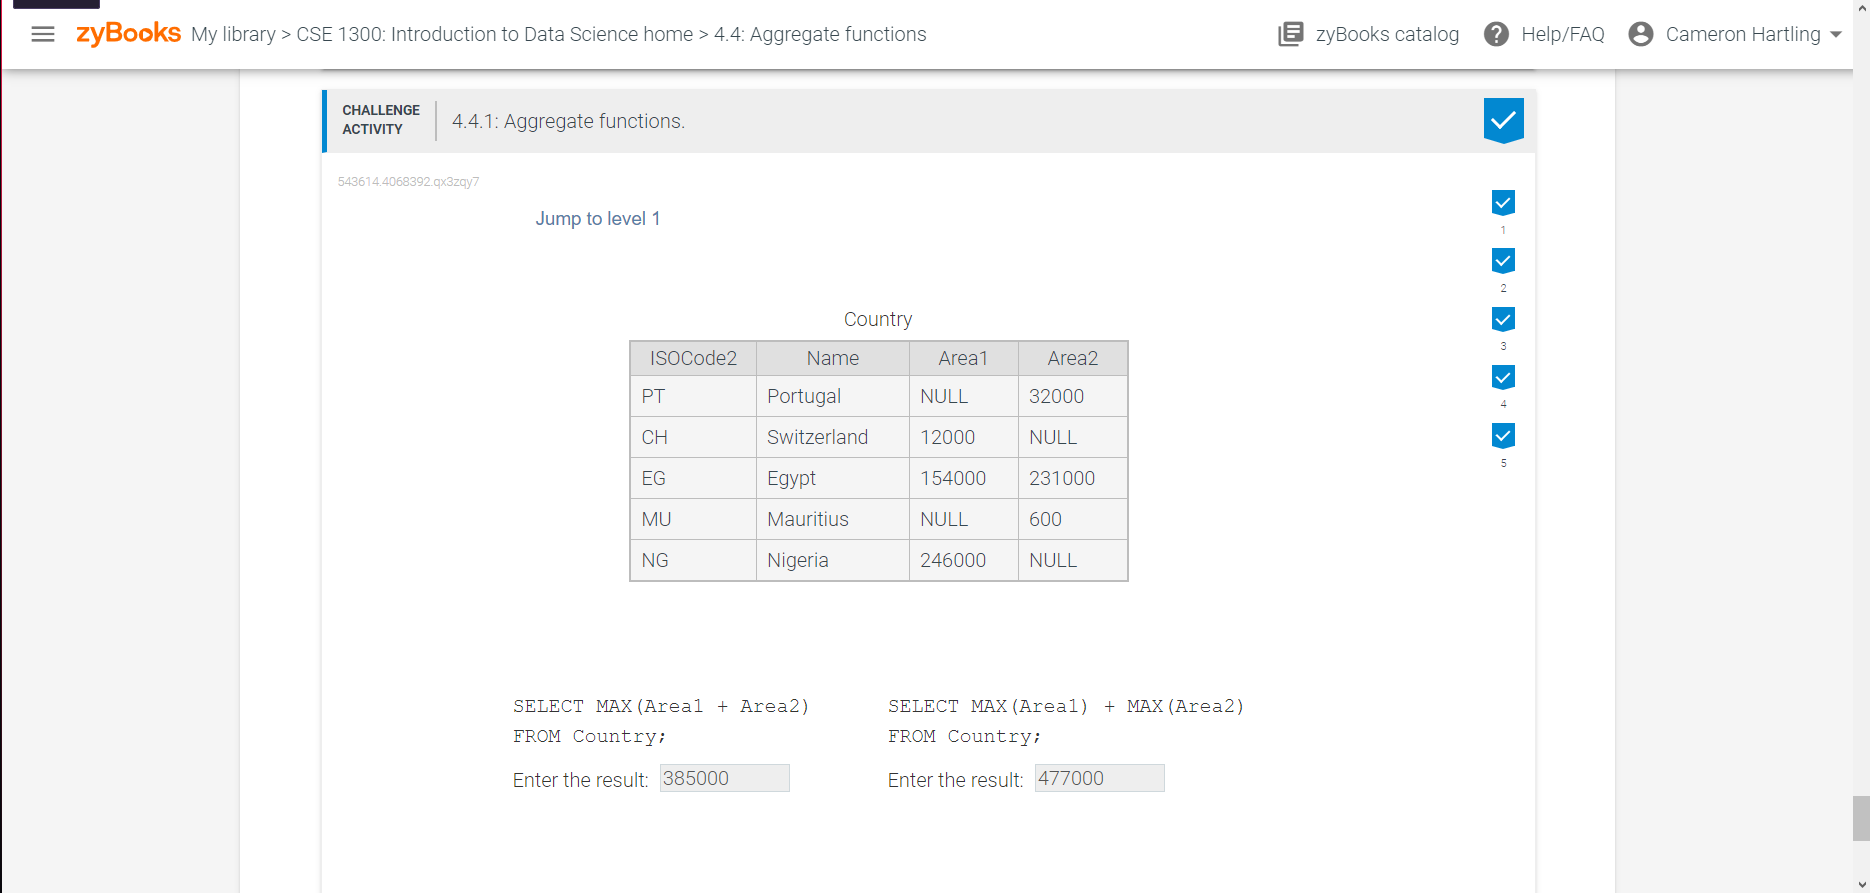 zyBooks My library > CSE 1300: Introduction to Data Science home > 4.4: Aggregate functions
zyBooks catalog
? Help/FAQ
Cameron Hartling
CHALLENGE
ACTIVITY
4.4.1: Aggregate functions.
543614.4068392.qx3zqy7
Jump to level 1
1
2
3
4
5
Country
ISOCode2 Name Area1 Area2
PT Portugal NULL 32000
CH Switzerland 12000 NULL
EG Egypt 154000 231000
MU Mauritius NULL 600
NG Nigeria 246000 NULL
SELECT MAX(Area1 + Area2)
FROM Country;
Enter the result: 385000
SELECT MAX(Area1) + MAX(Area2)
FROM Country;
Enter the result: 477000